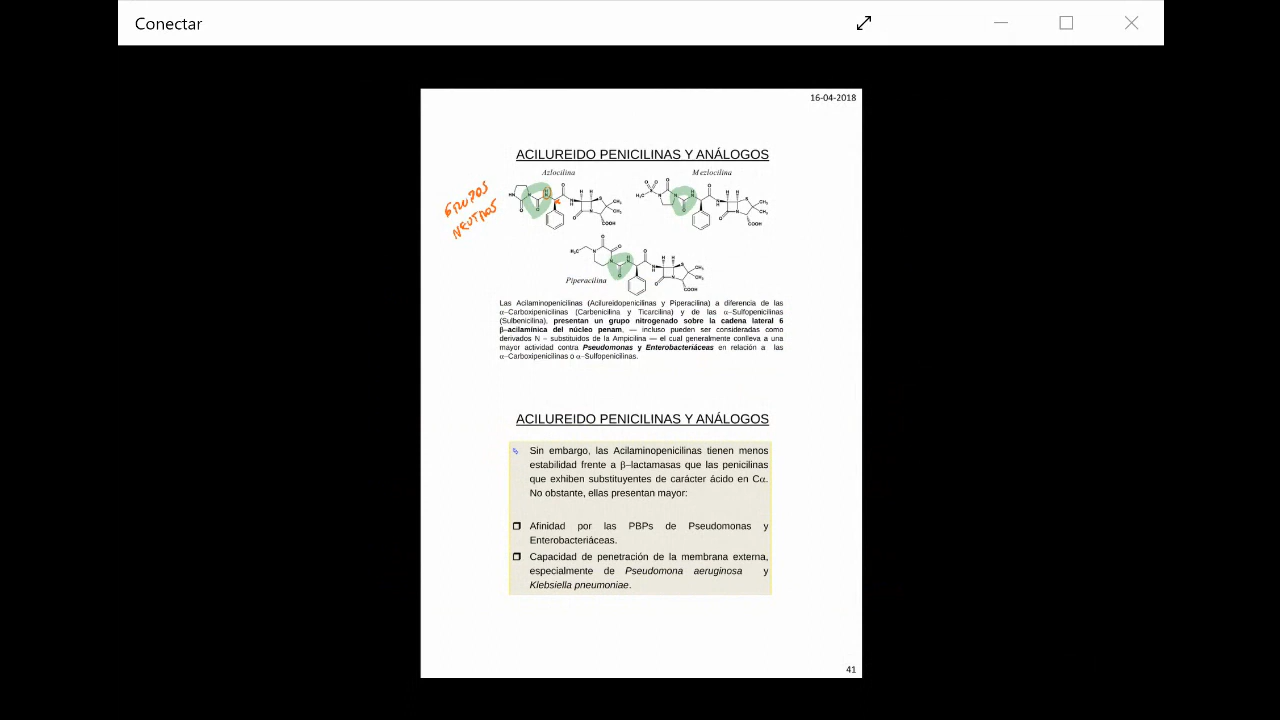 Conectar
16-04-2018
ACILUREIDO PENICILINAS Y ANÁLOGOS
Azlocilina
Mezlocilina
GRUPOS
NEUTROS
Piperacilina
Las Acilaminopenicilinas (Acilureidopenicilinas y Piperacilina) a diferencia de las
α–Carboxipenicilinas (Carbenicilina y Ticarcilina) y de las α–Sulfopenicilinas
(Sulbenicilina), presentan un grupo nitrogenado sobre la cadena lateral 6
β–acilamínica del núcleo penam, — incluso pueden ser consideradas como
derivados N – substituidos de la Ampicilina — el cual generalmente conlleva a una
mayor actividad contra Pseudomonas y Enterobacteriáceas en relación a las
α–Carboxipenicilinas o α–Sulfopenicilinas.
ACILUREIDO PENICILINAS Y ANÁLOGOS
Sin embargo, las Acilaminopenicilinas tienen menos
estabilidad frente a β–lactamasas que las penicilinas
que exhiben substituyentes de carácter ácido en Cα.
No obstante, ellas presentan mayor:
Afinidad por las PBPs de Pseudomonas y
Enterobacteriáceas.
Capacidad de penetración de la membrana externa,
especialmente de Pseudomona aeruginosa y
Klebsiella pneumoniae.
41